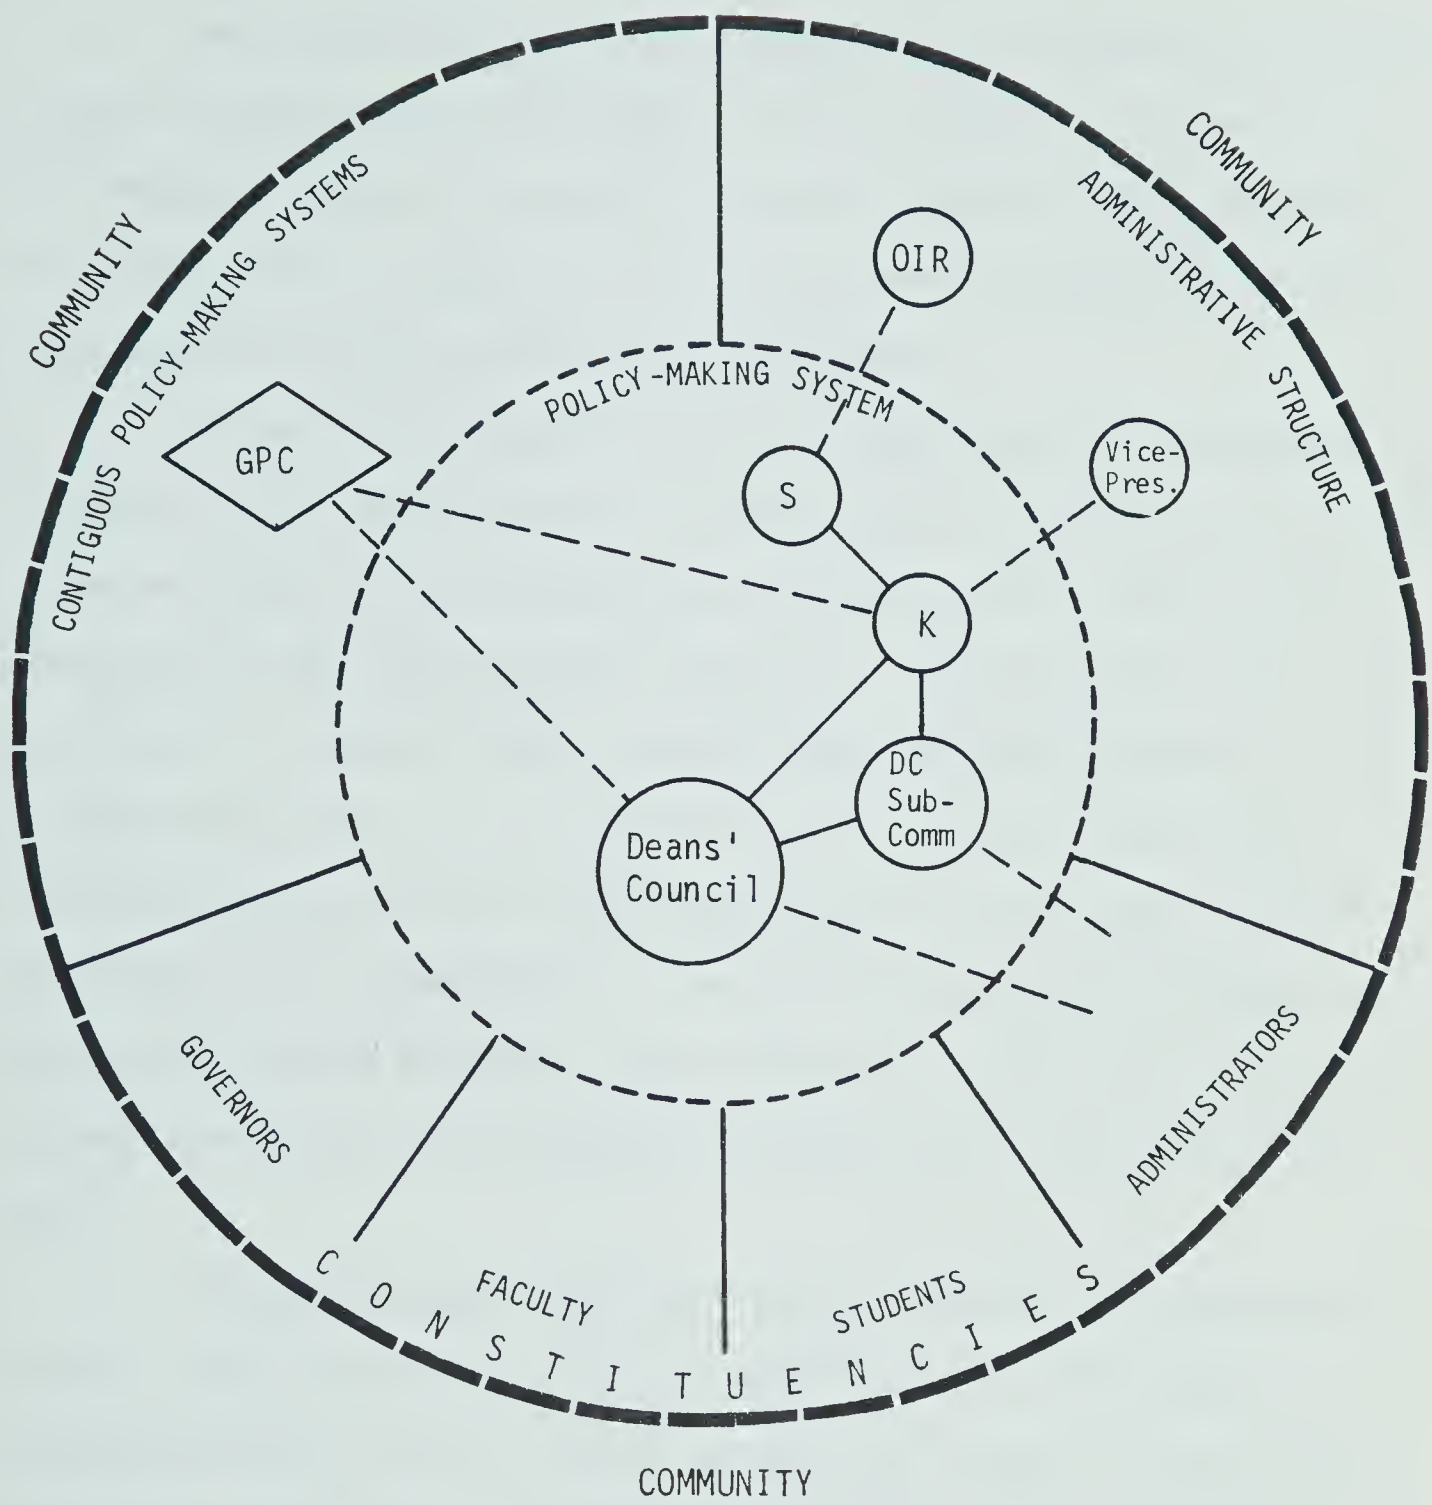 COMMUNITY
COMMUNITY
CONTIGUOUS POLICY-MAKING SYSTEMS
ADMINISTRATIVE STRUCTURE
OIR
POLICY-MAKING SYSTEM
GPC
S
Vice-
Pres.
K
DC
Sub-
Comm
Deans'
Council
GOVERNORS
FACULTY
STUDENTS
ADMINISTRATORS
CONSTITUENCIES
COMMUNITY